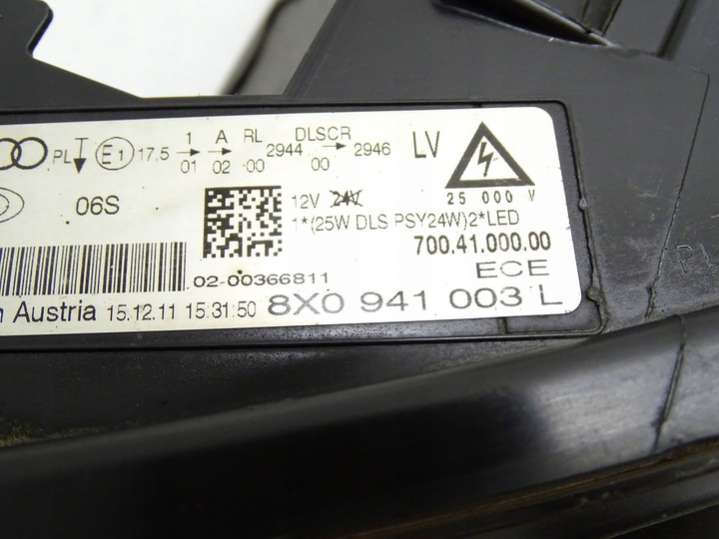 PL E1 17.5 1 A RL DLSCR LV
01 02 00 2944 00 2946
06S
12V 24V 25 000 V
1*(25W DLS PSY24W)2*LED
700.41.000.00
02-00366811 ECE
Austria 15.12.11 15:31:50 8X0 941 003 L